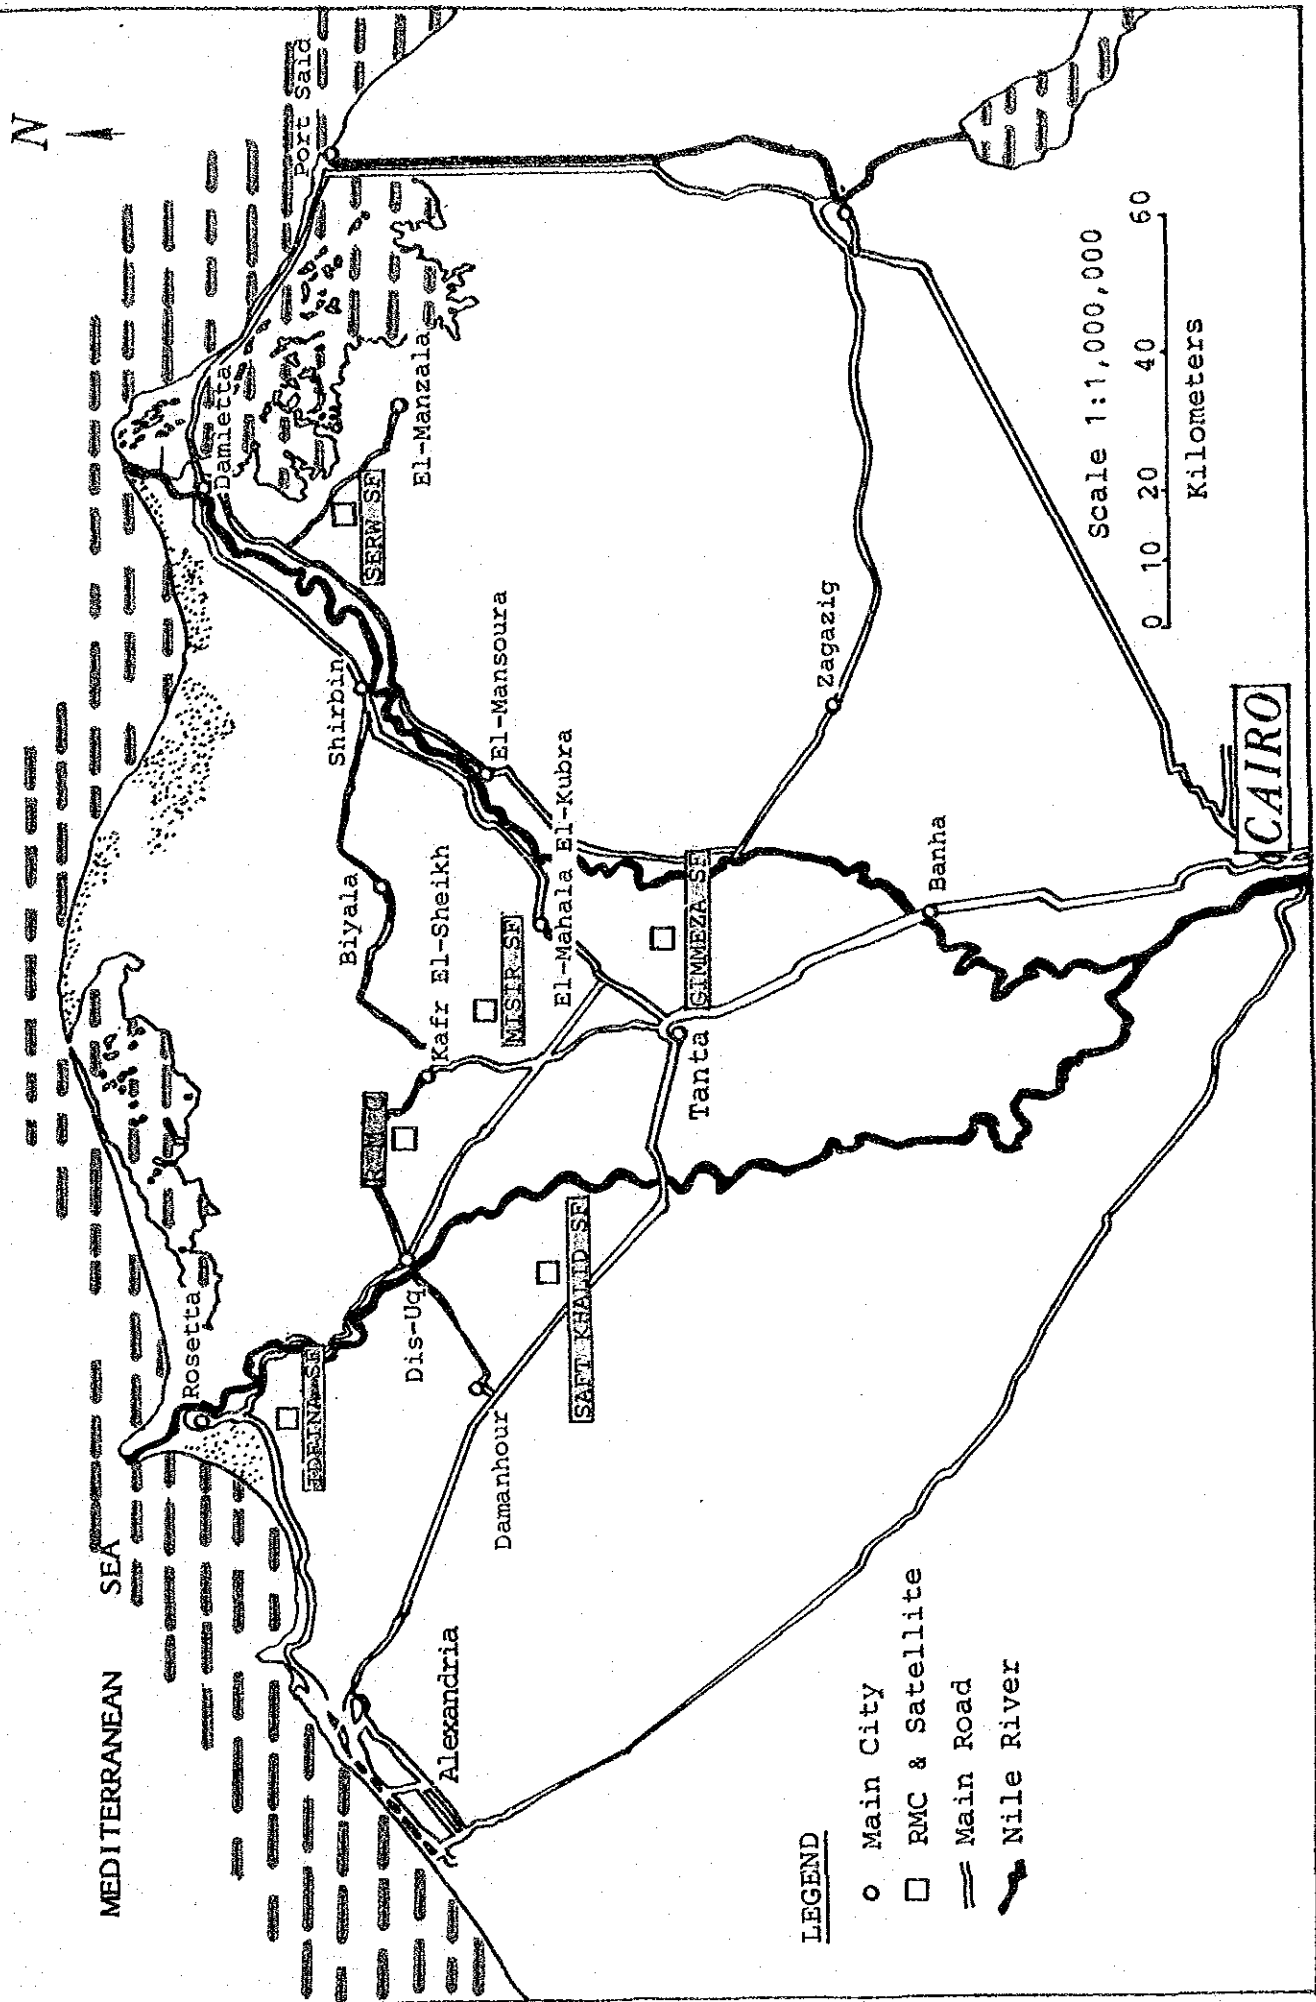 N
MEDITERRANEAN SEA
Port Said
Damietta
Rosetta
El-Manzala
SERW SF
Shirbin
El-Mansoura
Biyala
Kafr El-Sheikh
MISIR SF
El-Mahala El-Kubra
R.M.C
EDFINA SF
Dis-Uq
Damanhour
SAFT KHALID SF
Alexandria
Tanta
GIMMEZA SF
Zagazig
Banha
CAIRO
Scale 1:1,000,000
0 10 20 40 60
Kilometers
LEGEND
Main City
RMC & Satellite
Main Road
Nile River